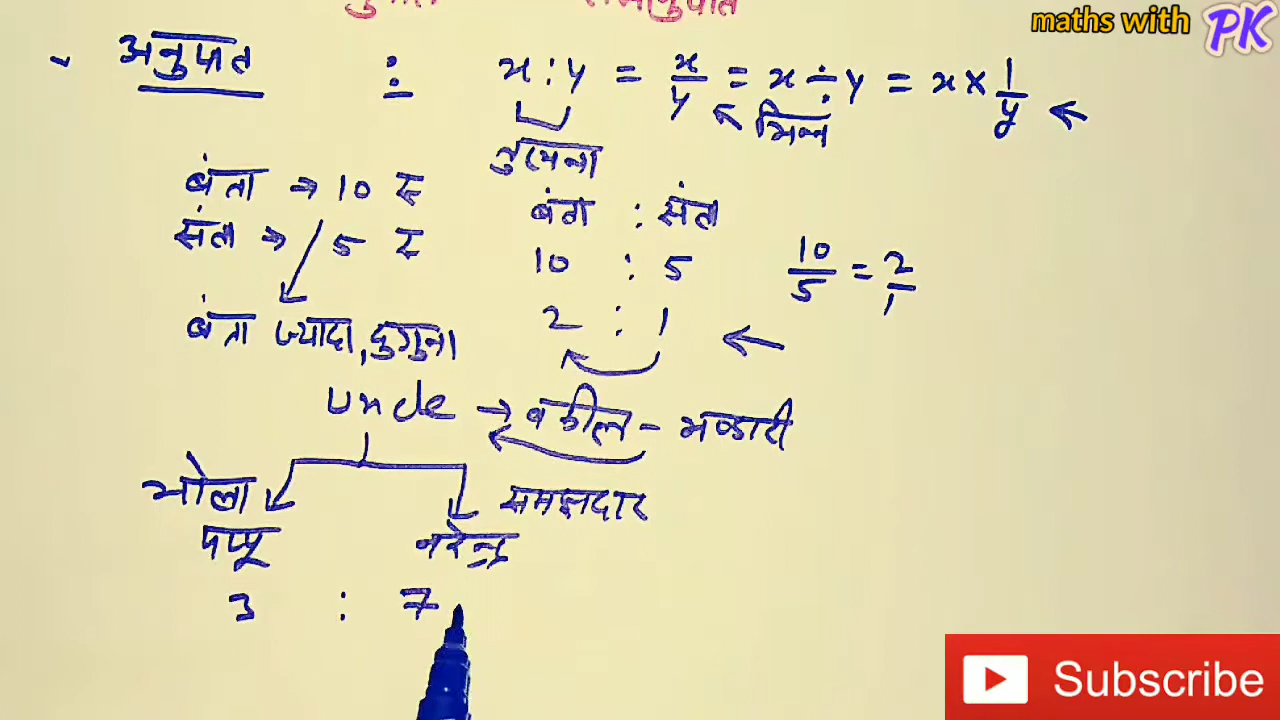 maths with PK
अनुपात : x : y = x/y = x ÷ y = x × 1/y ←
भिन्न
तुलना
बंता → 10 रु
संता → 5 रु
बंता : संता
10 : 5
10/5 = 2/1
2 : 1 ←
बंता ज्यादा, दुगुना
uncle → वकील -
भोला समझदार
पप्पू नरेन्द्र
3 : 7
Subscribe